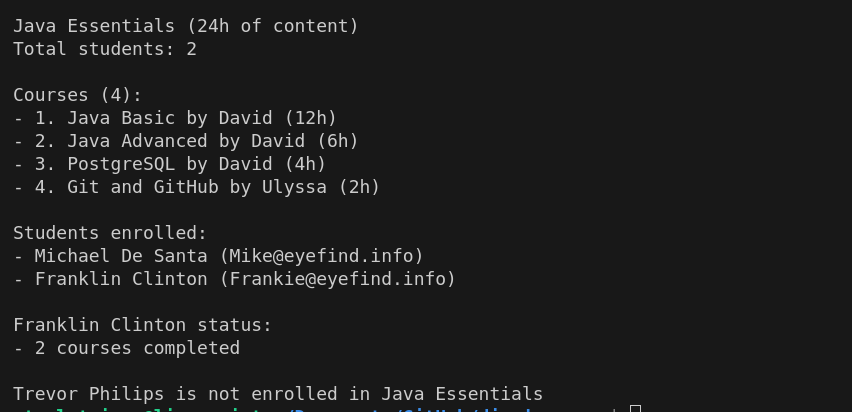 Java Essentials (24h of content)
Total students: 2
Courses (4):
- 1. Java Basic by David (12h)
- 2. Java Advanced by David (6h)
- 3. PostgreSQL by David (4h)
- 4. Git and GitHub by Ulyssa (2h)
Students enrolled:
- Michael De Santa (Mike@eyefind.info)
- Franklin Clinton (Frankie@eyefind.info)
Franklin Clinton status:
- 2 courses completed
Trevor Philips is not enrolled in Java Essentials